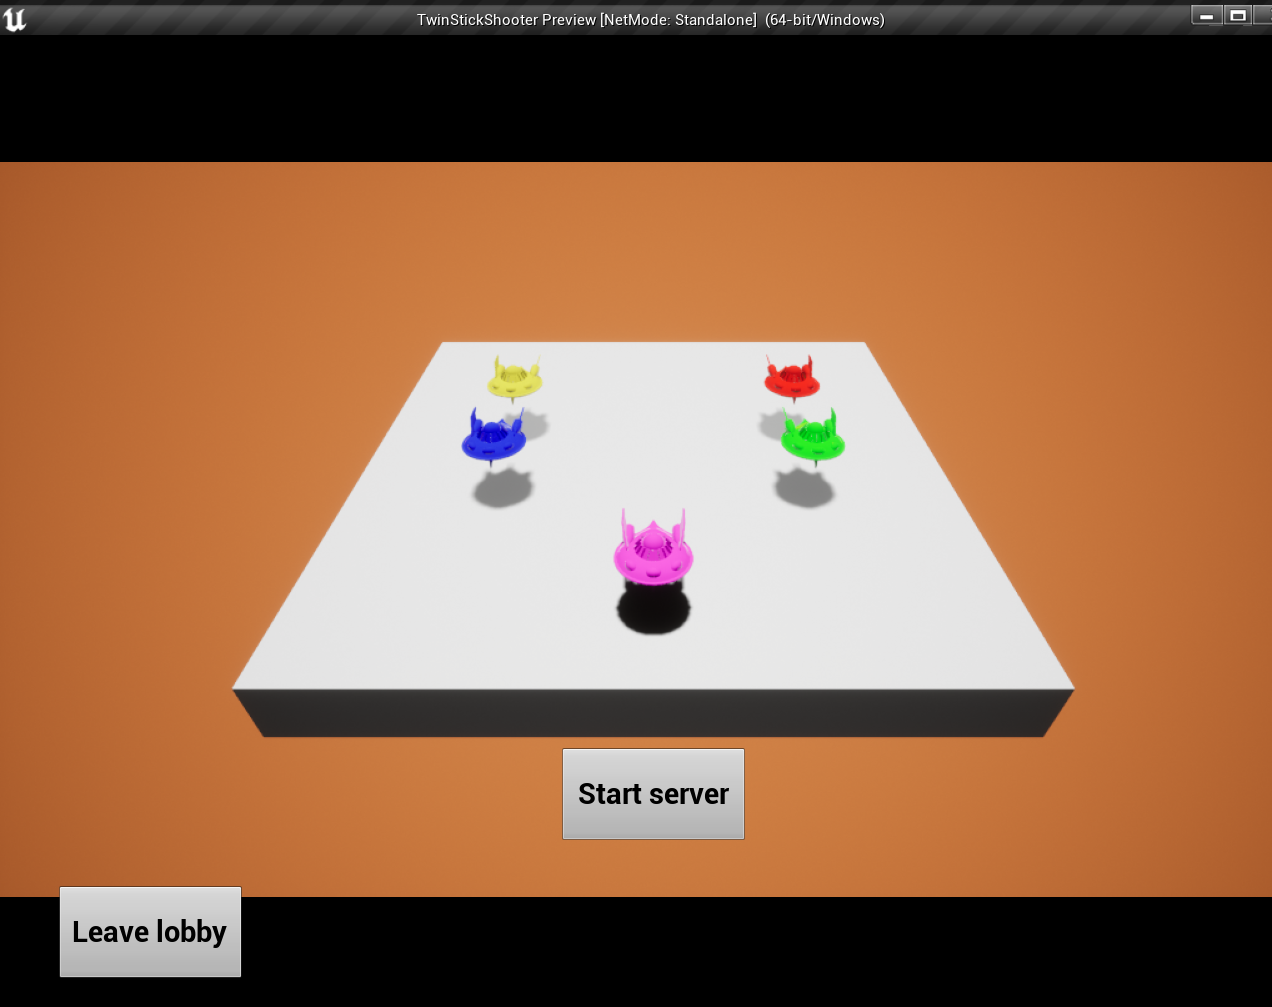 TwinStickShooter Preview [NetMode: Standalone]  (64-bit/Windows)
Start server
Leave lobby